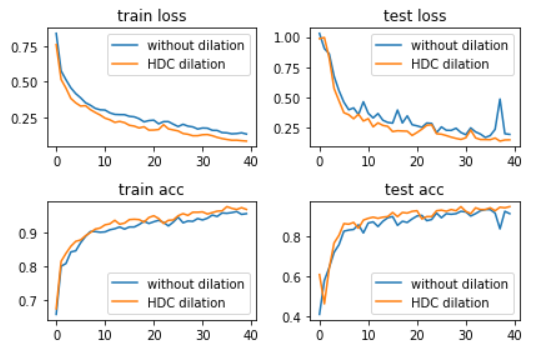 train loss
0.75
0.50
0.25
without dilation
HDC dilation
0 10 20 30 40
test loss
1.00
0.75
0.50
0.25
without dilation
HDC dilation
0 10 20 30 40
train acc
0.9
0.8
0.7
without dilation
HDC dilation
0 10 20 30 40
test acc
0.8
0.6
0.4
without dilation
HDC dilation
0 10 20 30 40